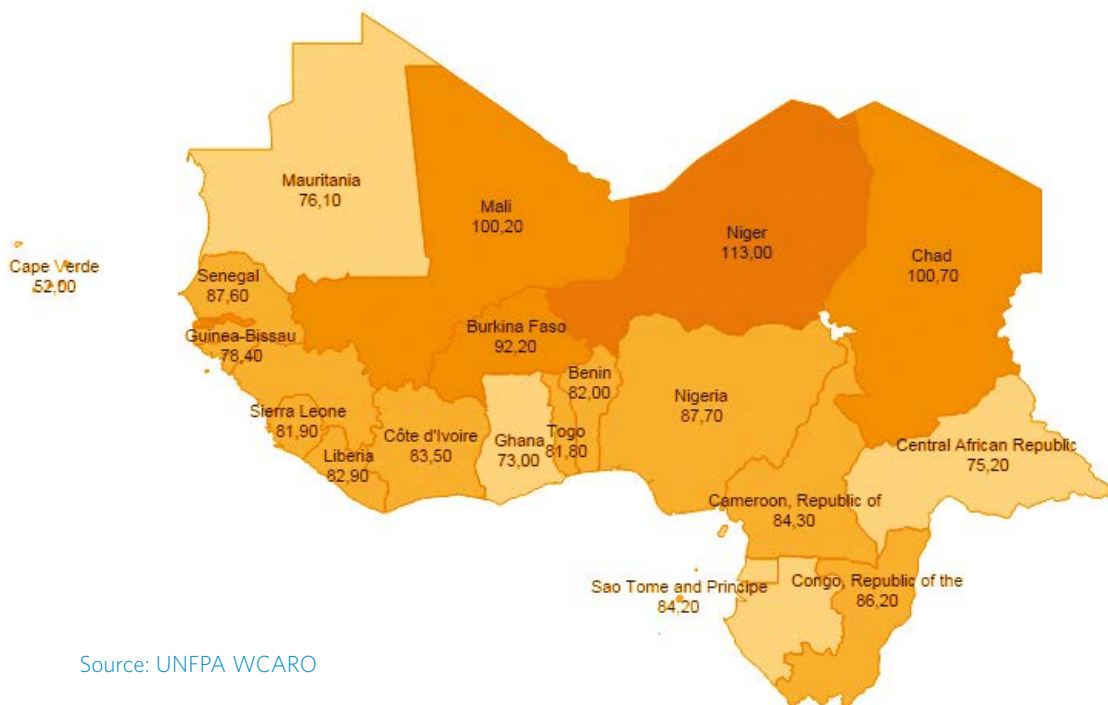 Mauritania
76,10
Mali
100,20
Niger
113,00
Chad
100,70
Cape Verde
52,00
Senegal
87,60
Guinea-Bissau
78,40
Burkina Faso
92,20
Benin
82,00
Nigeria
87,70
Sierra Leone
81,90
Liberia
82,90
Côte d'Ivoire
83,50
Ghana
73,00
Togo
81,80
Central African Republic
75,20
Cameroon, Republic of
84,30
Sao Tome and Principe
84,20
Congo, Republic of the
86,20
Source: UNFPA WCARO